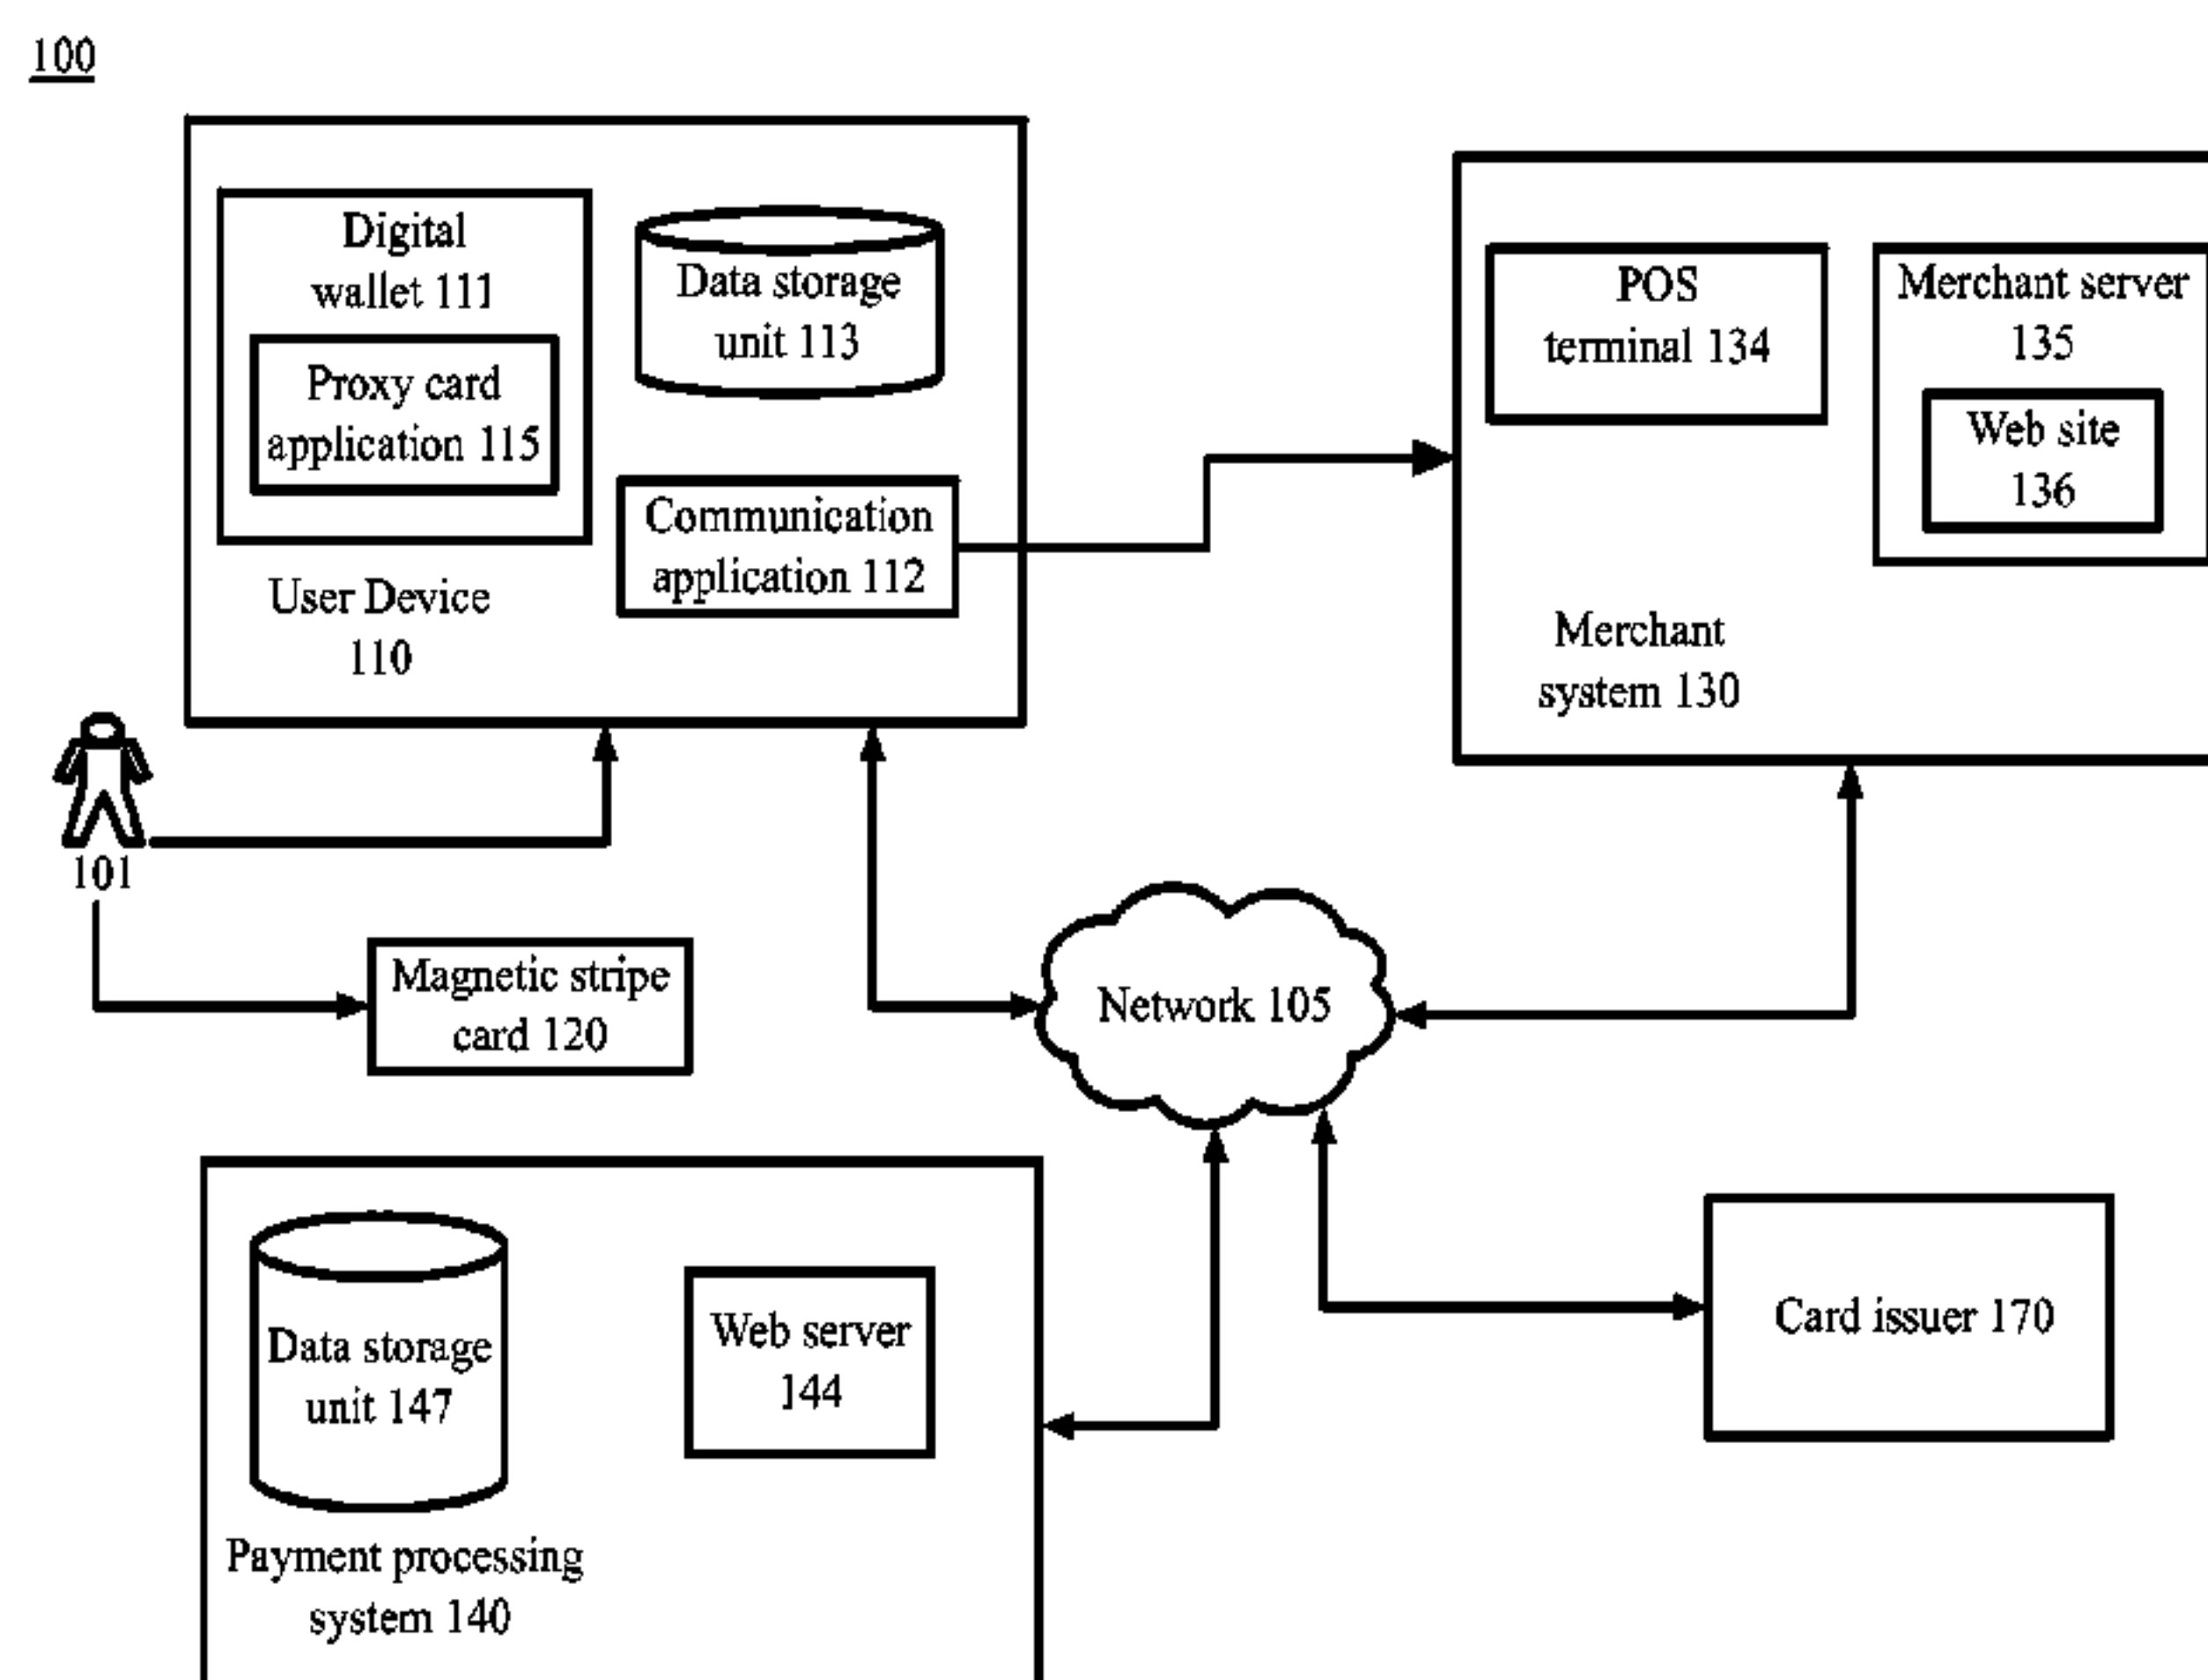 100
Digital
wallet 111
Proxy card
application 115
Data storage
unit 113
Communication
application 112
User Device
110
POS
terminal 134
Merchant server
135
Web site
136
Merchant
system 130
101
Magnetic stripe
card 120
Network 105
Data storage
unit 147
Web server
144
Payment processing
system 140
Card issuer 170